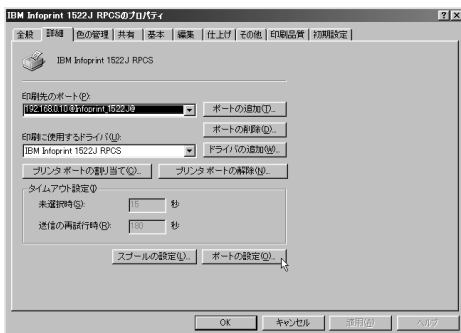 IBM Infoprint 1522J RPCSのプロパティ
全般 詳細 色の管理 共有 基本 編集 仕上げ その他 印刷品質 初期設定
IBM Infoprint 1522J RPCS
印刷先のポート(P):
192.168.0.10@Infoprint_1522J@
ポートの追加(T)...
ポートの削除(D)...
印刷に使用するドライバ(U):
IBM Infoprint 1522J RPCS
ドライバの追加(W)...
プリンタ ポートの割り当て(C)...
プリンタ ポートの解除(N)...
タイムアウト設定
未選択時(S): 15 秒
送信の再試行時(R): 180 秒
スプールの設定(L)...
ポートの設定(O)...
OK
キャンセル
適用(A)
ヘルプ